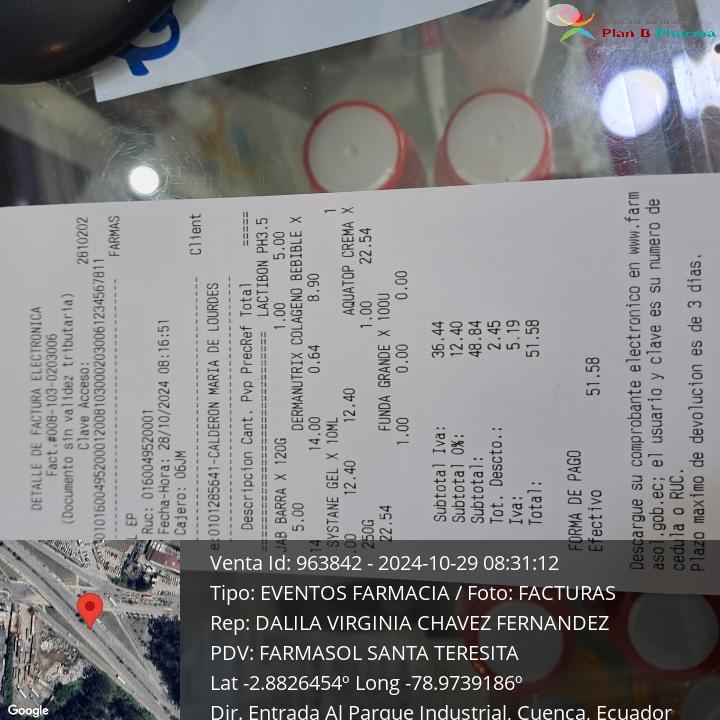 Plan B Pharma
DETALLE DE FACTURA ELECTRONICA
Fact.#008-103-0203006
(Documento sin validez tributaria)
Clave Acceso:
2810202
01016004952000120081030002030061234567811
FARMAS
L EP
Ruc: 0160049520001
Fecha-Hora: 28/10/2024 08:16:51
Cajero: 06JM
Client
e:0101285641-CALDERON MARIA DE LOURDES
Descripcion Cant. Pvp PrecRef Total
LACTIBON PH3.5
JAB BARRA X 120G 1.00 5.00
5.00
DERMANUTRIX COLAGENO BEBIBLE X
14.00 0.64 8.90
SYSTANE GEL X 10ML 1
.00 12.40 12.40
AQUATOP CREMA X
250G 1.00 22.54
22.54
FUNDA GRANDE X 100U
1.00 0.00 0.00
Subtotal Iva: 36.44
Subtotal 0%: 12.40
Subtotal: 48.84
Tot. Descto.: 2.45
Iva: 5.19
Total: 51.58
FORMA DE PAGO
Efectivo 51.58
Descargue su comprobante electronico en www.farm
asol.gob.ec; el usuario y clave es su numero de
cedula o RUC.
Plazo maximo de devolucion es de 3 dias.
Venta Id: 963842 - 2024-10-29 08:31:12
Tipo: EVENTOS FARMACIA / Foto: FACTURAS
Rep: DALILA VIRGINIA CHAVEZ FERNANDEZ
PDV: FARMASOL SANTA TERESITA
Lat -2.8826454º Long -78.9739186º
Dir. Entrada Al Parque Industrial, Cuenca, Ecuador
Google